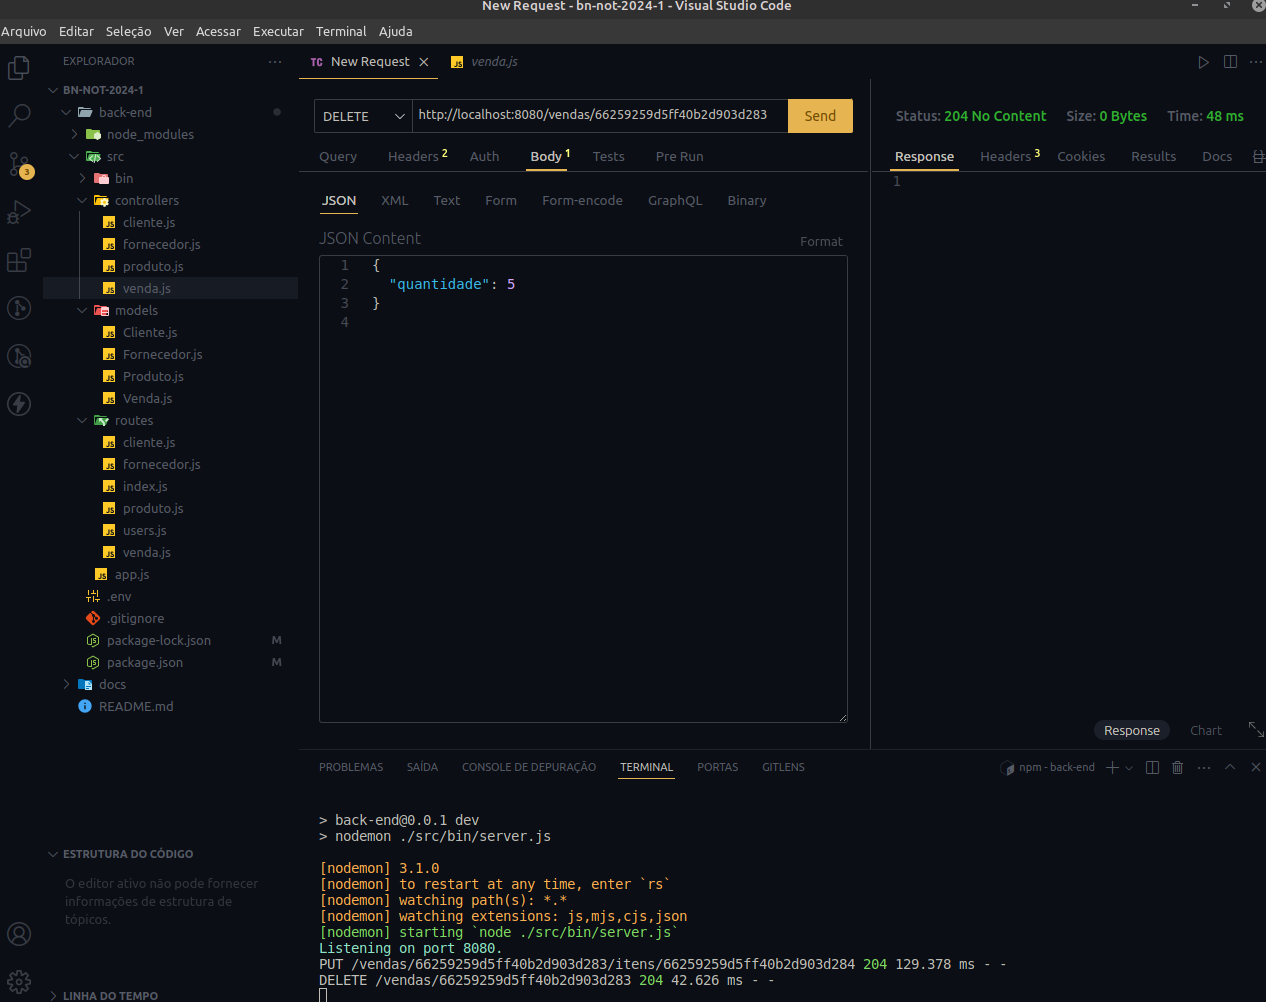 New Request - bn-not-2024-1 - Visual Studio Code
Arquivo Editar Seleção Ver Acessar Executar Terminal Ajuda
EXPLORADOR
BN-NOT-2024-1
back-end
node_modules
src
bin
controllers
cliente.js
fornecedor.js
produto.js
venda.js
models
Cliente.js
Fornecedor.js
Produto.js
Venda.js
routes
cliente.js
fornecedor.js
index.js
produto.js
users.js
venda.js
app.js
.env
.gitignore
package-lock.json M
package.json M
docs
README.md
3
ESTRUTURA DO CÓDIGO
O editor ativo não pode fornecer
informações de estrutura de
tópicos.
LINHA DO TEMPO
TC New Request
JS venda.js
DELETE http://localhost:8080/vendas/66259259d5ff40b2d903d283 Send
Query Headers 2 Auth Body 1 Tests Pre Run
JSON XML Text Form Form-encode GraphQL Binary
JSON Content Format
1 {
2 "quantidade": 5
3 }
4
Status: 204 No Content Size: 0 Bytes Time: 48 ms
Response Headers 3 Cookies Results Docs
1
Response Chart
PROBLEMAS SAÍDA CONSOLE DE DEPURAÇÃO TERMINAL PORTAS GITLENS
npm - back-end
> back-end@0.0.1 dev
> nodemon ./src/bin/server.js
[nodemon] 3.1.0
[nodemon] to restart at any time, enter `rs`
[nodemon] watching path(s): *.*
[nodemon] watching extensions: js,mjs,cjs,json
[nodemon] starting `node ./src/bin/server.js`
Listening on port 8080.
PUT /vendas/66259259d5ff40b2d903d283/itens/66259259d5ff40b2d903d284 204 129.378 ms - -
DELETE /vendas/66259259d5ff40b2d903d283 204 42.626 ms - -